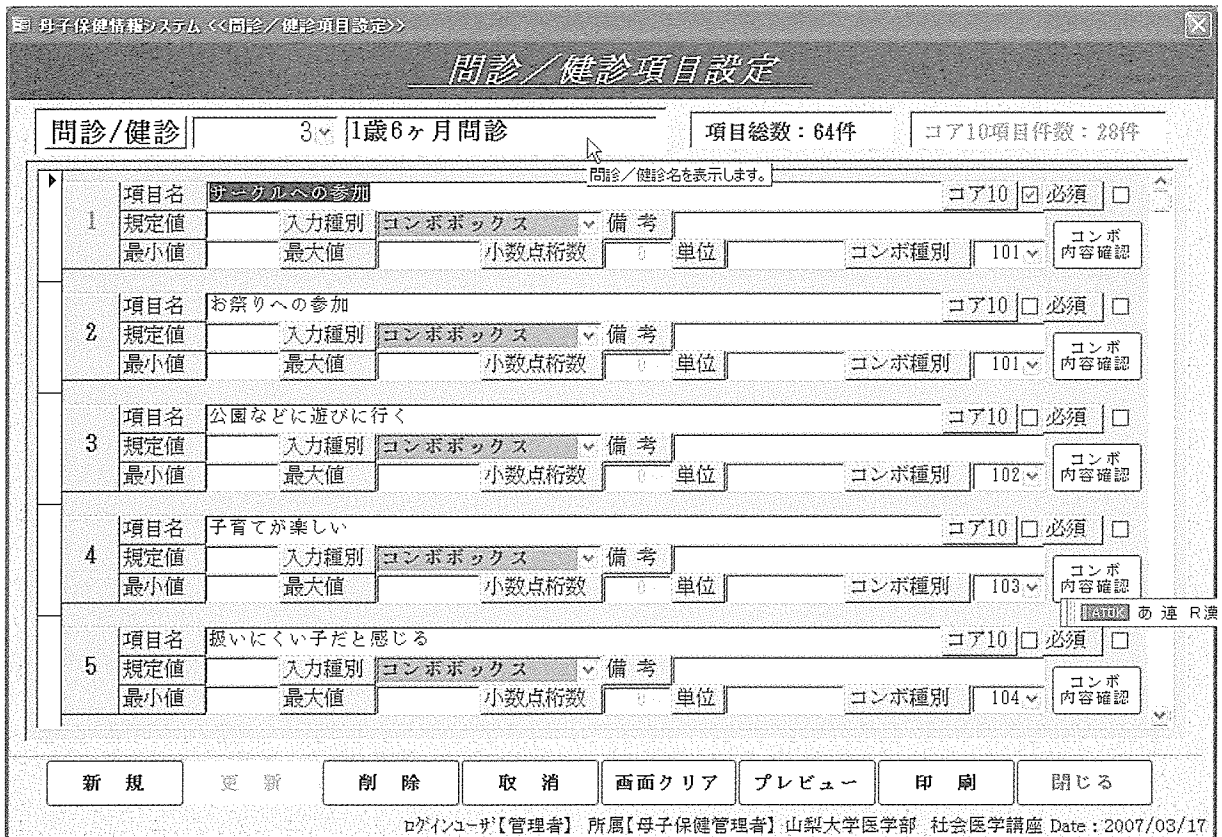 母子保健情報システム <<問診/健診項目設定>>
問診/健診項目設定
問診/健診 3 1歳6ヶ月問診 項目総数:64件 コア10項目件数:28件
問診/健診名を表示します。
1 項目名 サークルへの参加 コア10 必須
規定値 入力種別 コンボボックス 備考 コンボ内容確認
最小値 最大値 小数点桁数 0 単位 コンボ種別 101
2 項目名 お祭りへの参加 コア10 必須
規定値 入力種別 コンボボックス 備考 コンボ内容確認
最小値 最大値 小数点桁数 0 単位 コンボ種別 101
3 項目名 公園などに遊びに行く コア10 必須
規定値 入力種別 コンボボックス 備考 コンボ内容確認
最小値 最大値 小数点桁数 0 単位 コンボ種別 102
4 項目名 子育てが楽しい コア10 必須
規定値 入力種別 コンボボックス 備考 コンボ内容確認
最小値 最大値 小数点桁数 0 単位 コンボ種別 103
あ 連 R漢
5 項目名 扱いにくい子だと感じる コア10 必須
規定値 入力種別 コンボボックス 備考 コンボ内容確認
最小値 最大値 小数点桁数 0 単位 コンボ種別 104
新規 更新 削除 取消 画面クリア プレビュー 印刷 閉じる
ログインユーザ【管理者】 所属【母子保健管理者】 山梨大学医学部 社会医学講座 Date:2007/03/17